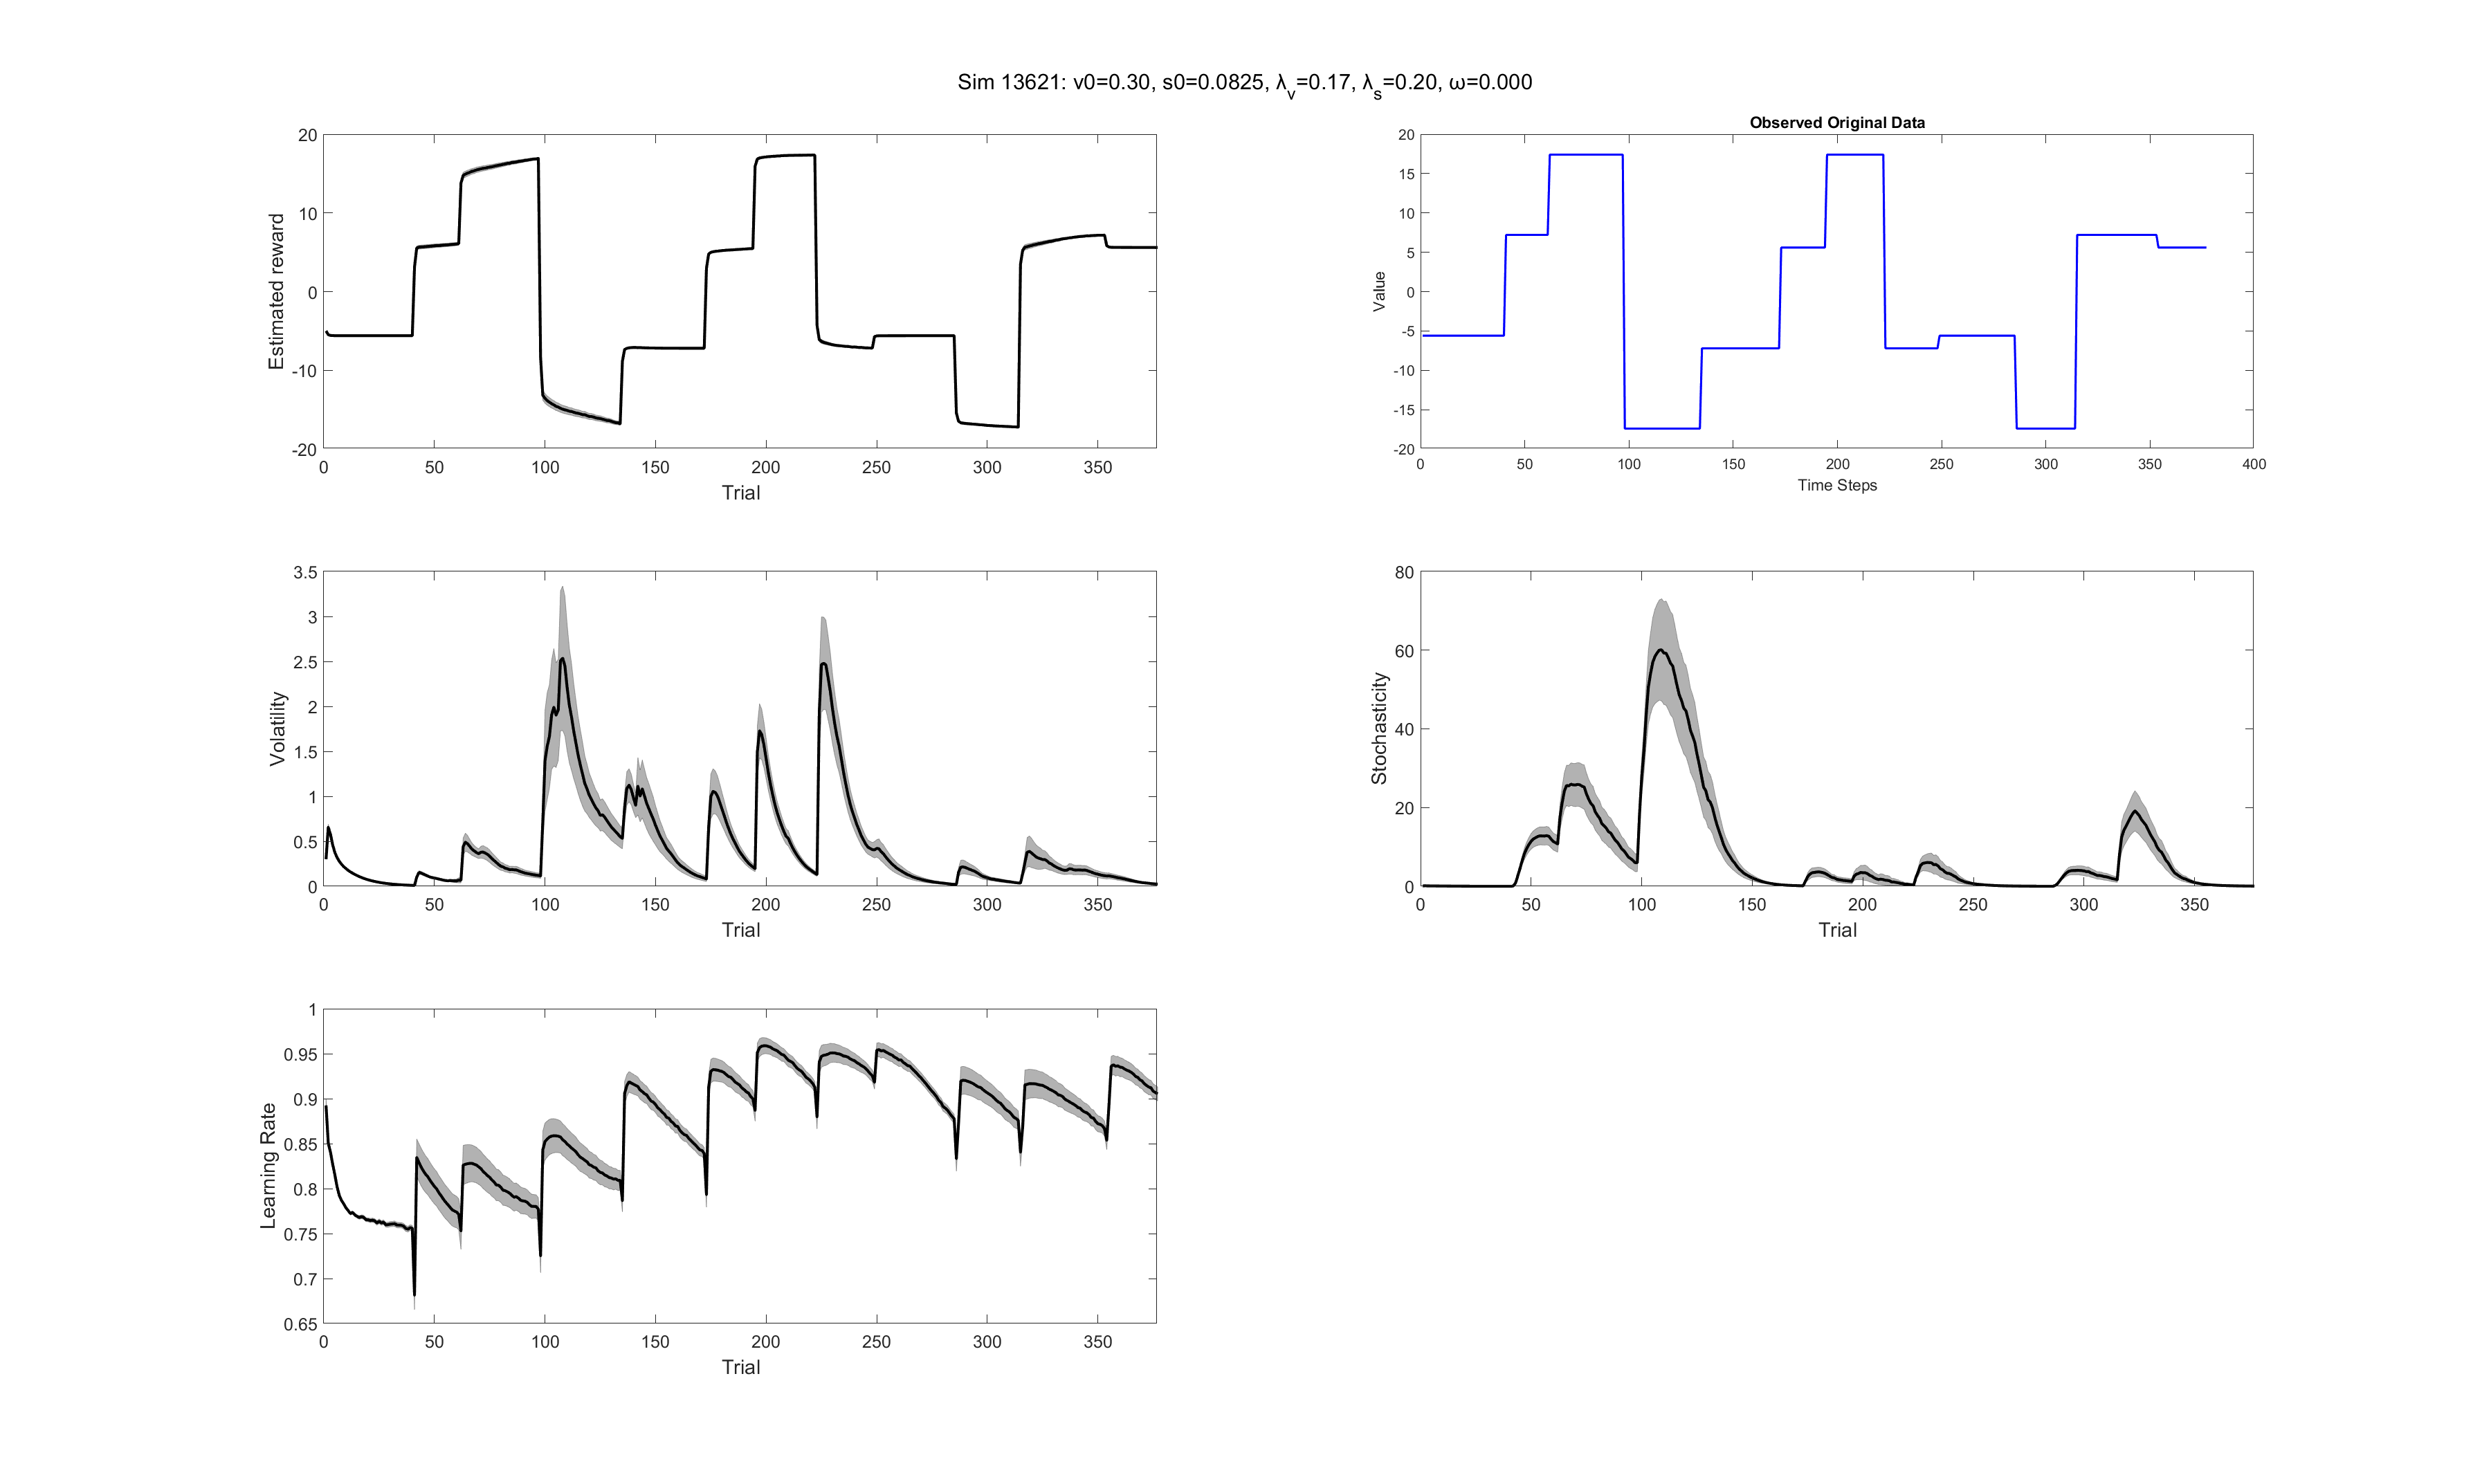 Sim 13621: v0=0.30, s0=0.0825, λv=0.17, λs=0.20, ω=0.000
Observed Original Data
20
10
0
-10
-20
Estimated reward
0 50 100 150 200 250 300 350
Trial
20
15
10
5
0
-5
-10
-15
-20
Value
0 50 100 150 200 250 300 350 400
Time Steps
3.5
3
2.5
2
1.5
1
0.5
0
Volatility
0 50 100 150 200 250 300 350
Trial
80
60
40
20
0
Stochasticity
0 50 100 150 200 250 300 350
Trial
1
0.95
0.9
0.85
0.8
0.75
0.7
0.65
Learning Rate
0 50 100 150 200 250 300 350
Trial